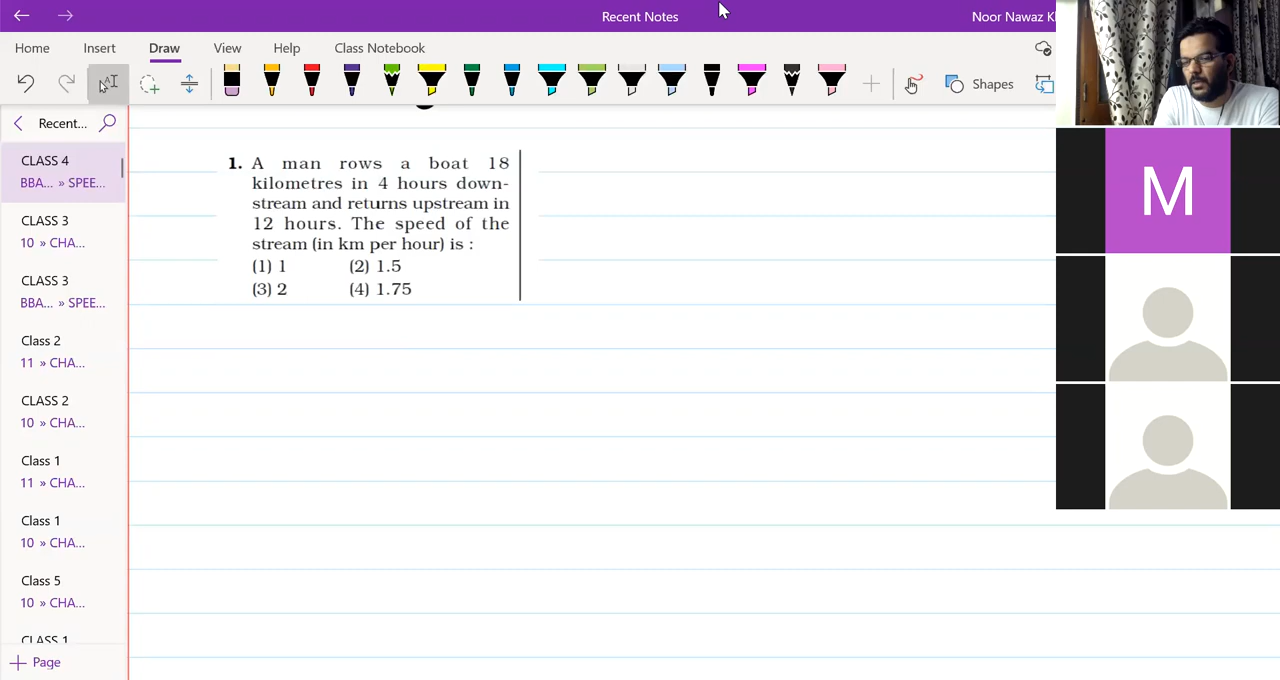 Recent Notes
Noor Nawaz Kl
Home Insert Draw View Help Class Notebook
Shapes
Recent...
CLASS 4
BBA... » SPEE...
CLASS 3
10 » CHA...
CLASS 3
BBA... » SPEE...
Class 2
11 » CHA...
CLASS 2
10 » CHA...
Class 1
11 » CHA...
Class 1
10 » CHA...
Class 5
10 » CHA...
CLASS 1
+ Page
1. A man rows a boat 18
kilometres in 4 hours down-
stream and returns upstream in
12 hours. The speed of the
stream (in km per hour) is :
(1) 1 (2) 1.5
(3) 2 (4) 1.75
M